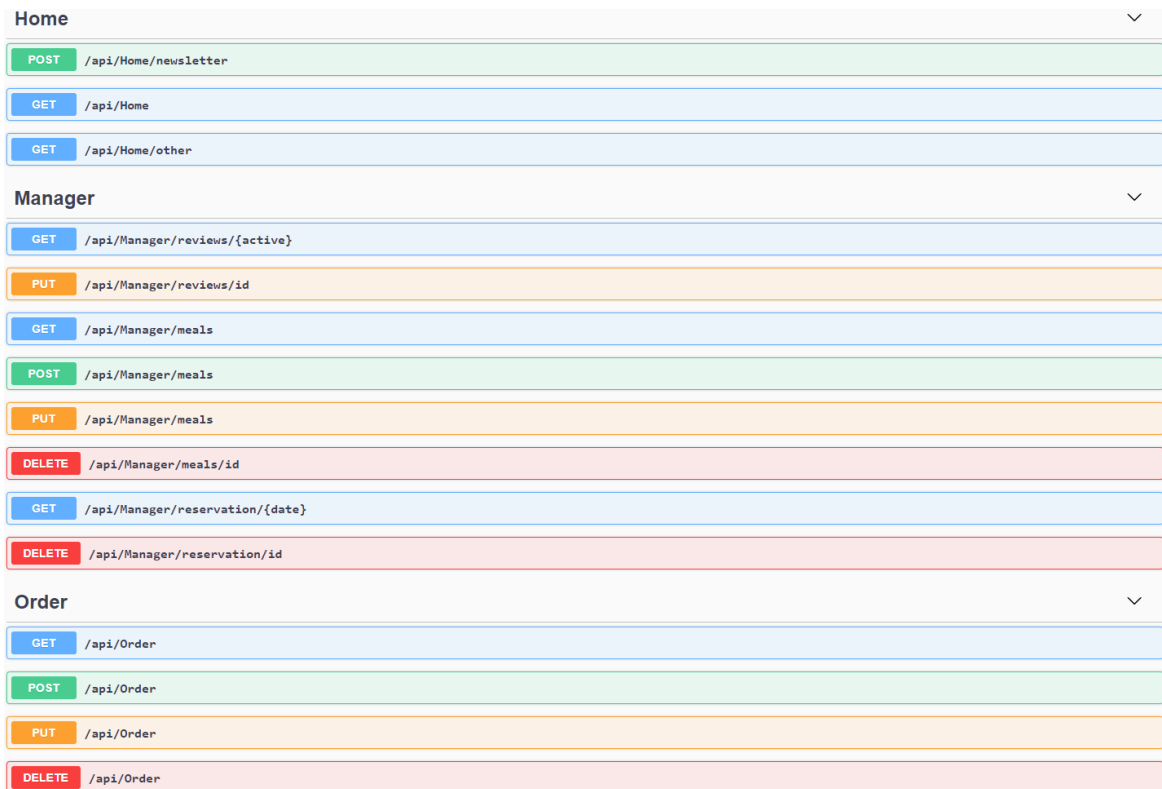 Home
POST /api/Home/newsletter
GET /api/Home
GET /api/Home/other
Manager
GET /api/Manager/reviews/{active}
PUT /api/Manager/reviews/id
GET /api/Manager/meals
POST /api/Manager/meals
PUT /api/Manager/meals
DELETE /api/Manager/meals/id
GET /api/Manager/reservation/{date}
DELETE /api/Manager/reservation/id
Order
GET /api/Order
POST /api/Order
PUT /api/Order
DELETE /api/Order